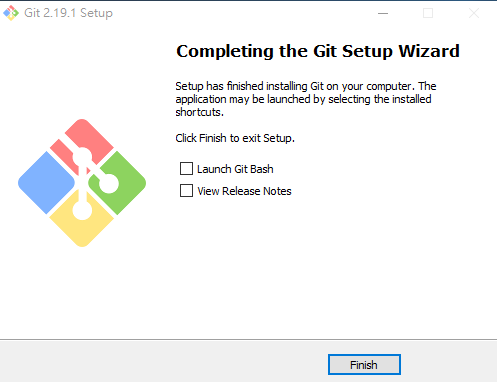 Git 2.19.1 Setup
Completing the Git Setup Wizard
Setup has finished installing Git on your computer. The
application may be launched by selecting the installed
shortcuts.
Click Finish to exit Setup.
Launch Git Bash
View Release Notes
Finish